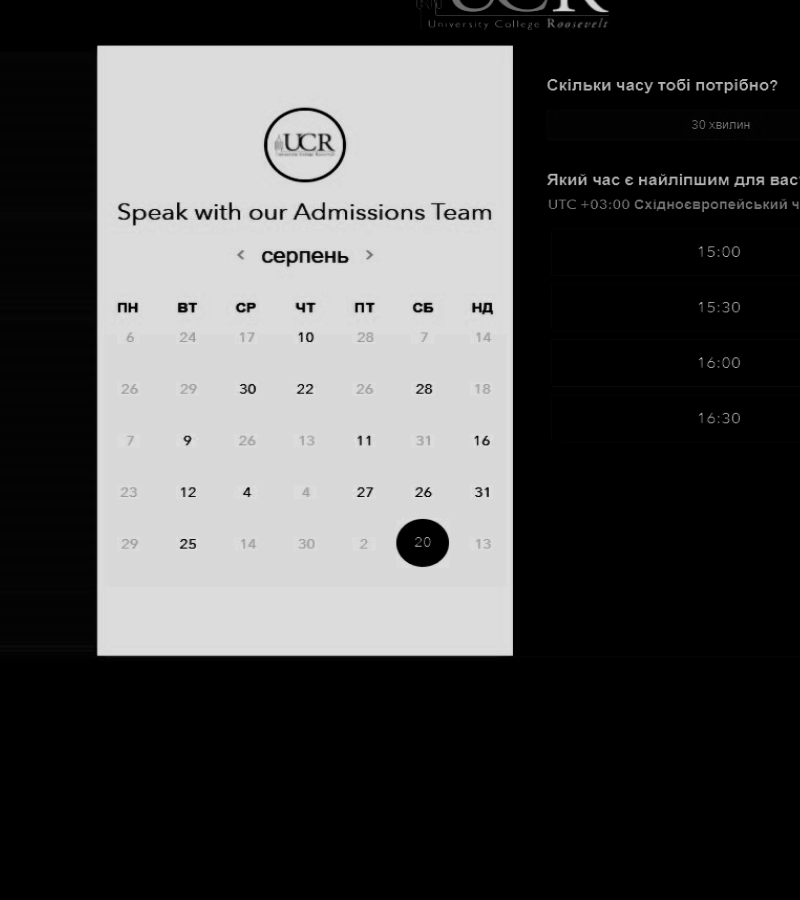 UCR
University College Roosevelt
UCR
University College Roosevelt
Speak with our Admissions Team
< серпень >
ПН ВТ СР ЧТ ПТ СБ НД
6 24 17 10 28 7 14
26 29 30 22 26 28 18
7 9 26 13 11 31 16
23 12 4 4 27 26 31
29 25 14 30 2 20 13
Скільки часу тобі потрібно?
30 хвилин
Який час є найліпшим для вас
UTC +03:00 Східноєвропейський ч
15:00
15:30
16:00
16:30